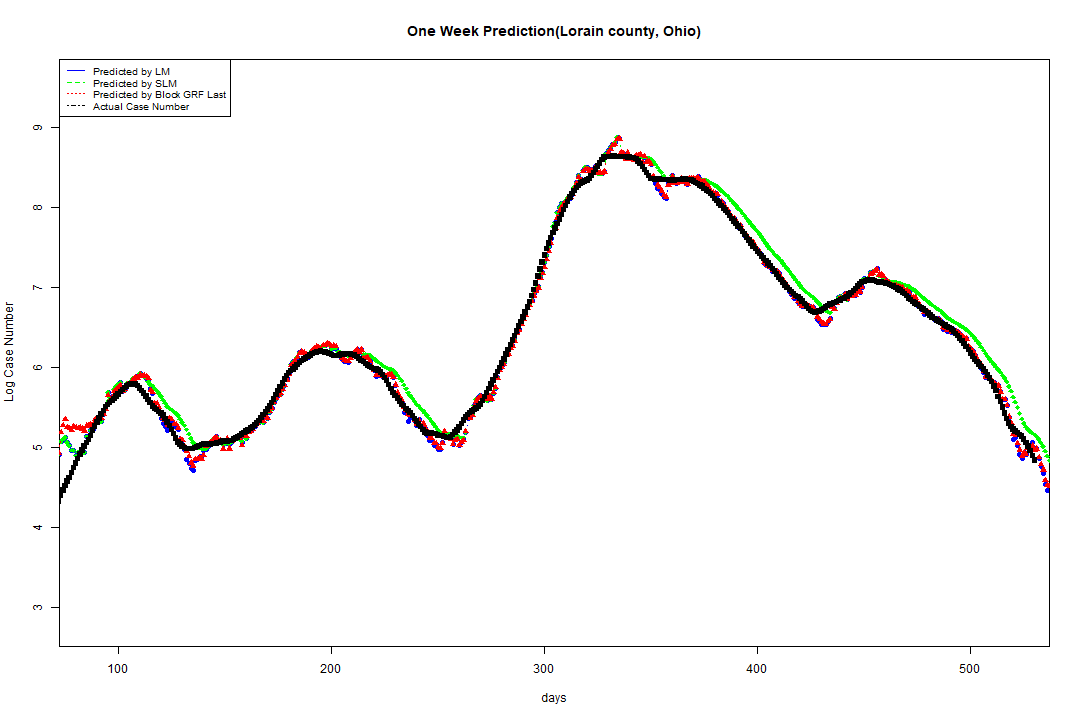 One Week Prediction(Lorain county, Ohio)
Predicted by LM
Predicted by SLM
Predicted by Block GRF Last
Actual Case Number
9
8
7
6
5
4
3
Log Case Number
100 200 300 400 500
days